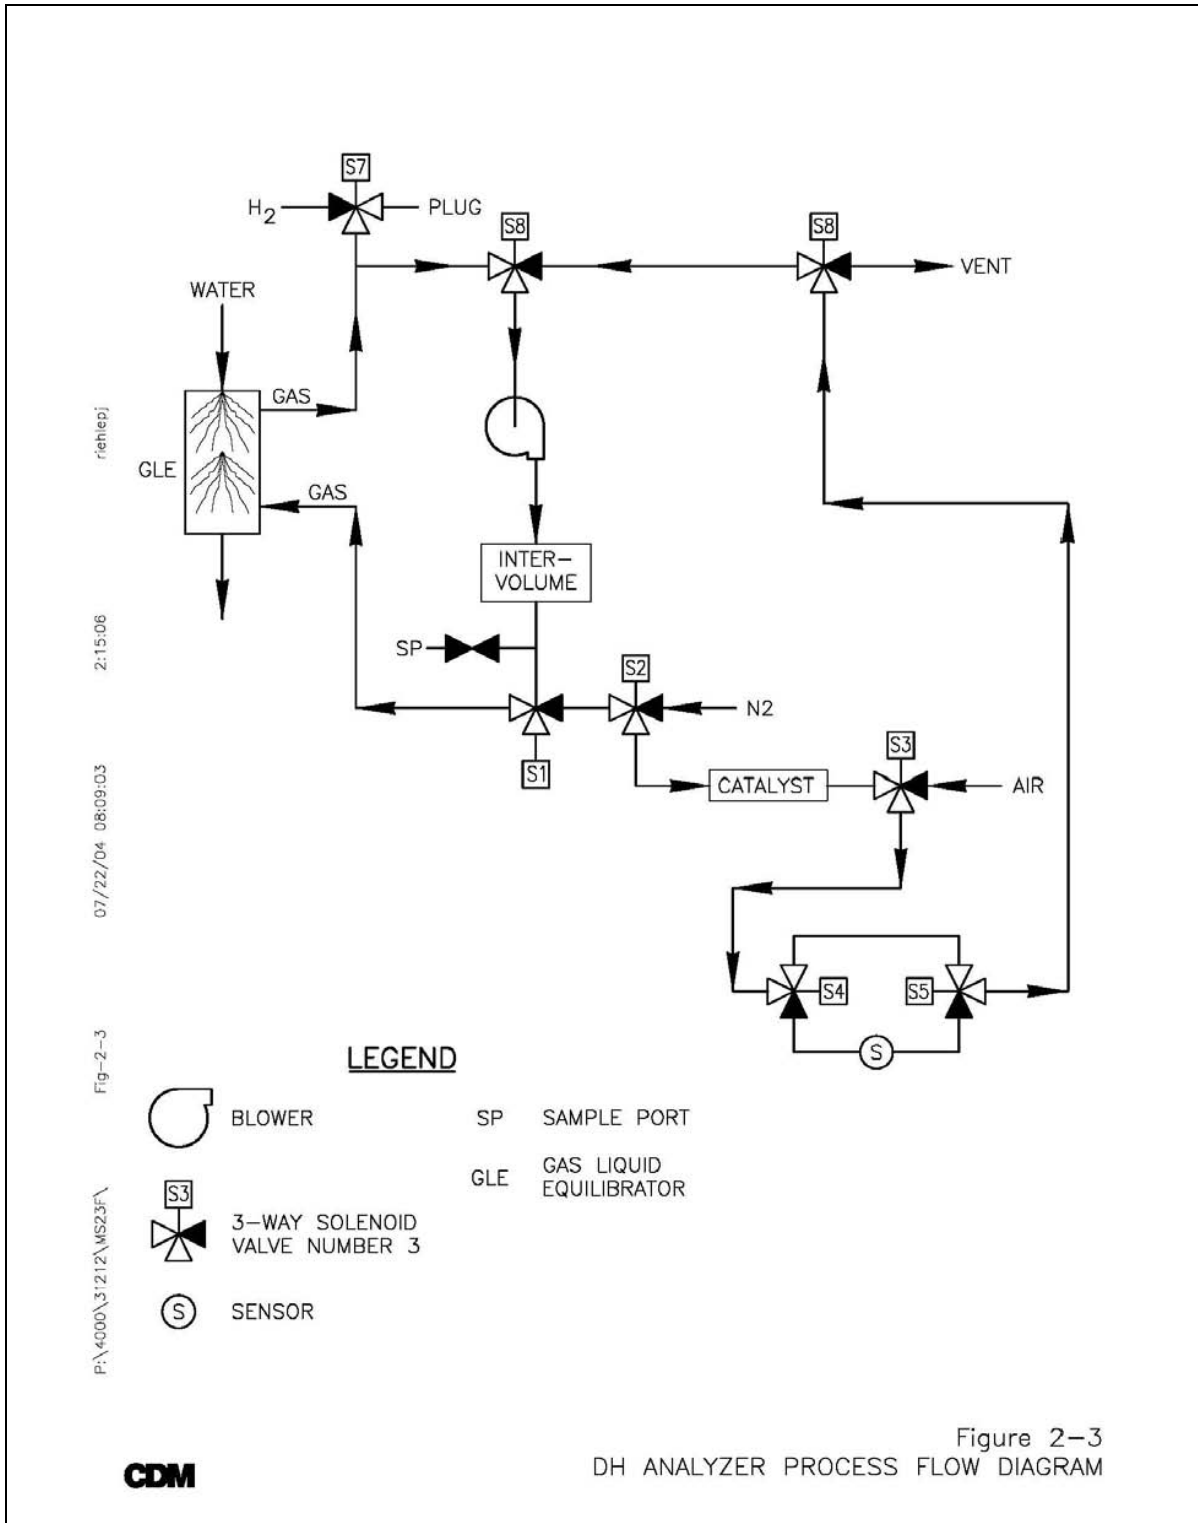 S7
H2
PLUG
S8
S8
VENT
WATER
GAS
GLE
GAS
INTER-
VOLUME
SP
S2
N2
S1
S3
CATALYST
AIR
S4
S5
S
LEGEND
BLOWER
SP SAMPLE PORT
GLE GAS LIQUID
EQUILIBRATOR
S3
3-WAY SOLENOID
VALVE NUMBER 3
S SENSOR
P:\4000\31212\MS23F\ Fig-2-3 07/22/04 08:09:03 2:15:06 riehlepj
CDM
Figure 2-3
DH ANALYZER PROCESS FLOW DIAGRAM